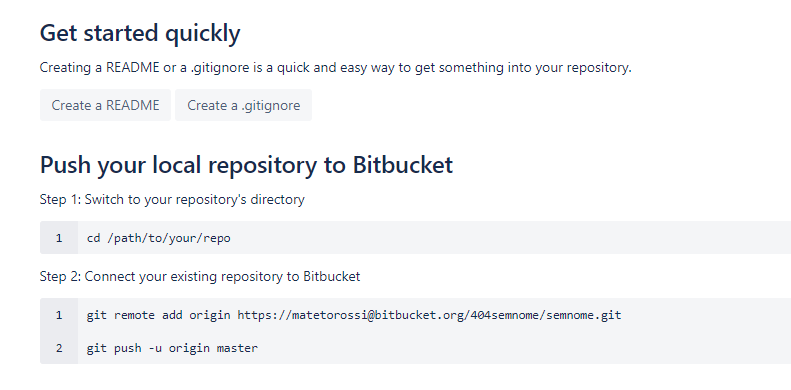 Get started quickly
Creating a README or a .gitignore is a quick and easy way to get something into your repository.
Create a README Create a .gitignore
Push your local repository to Bitbucket
Step 1: Switch to your repository's directory
1 cd /path/to/your/repo
Step 2: Connect your existing repository to Bitbucket
1 git remote add origin https://matetorossi@bitbucket.org/404semnome/semnome.git
2 git push -u origin master